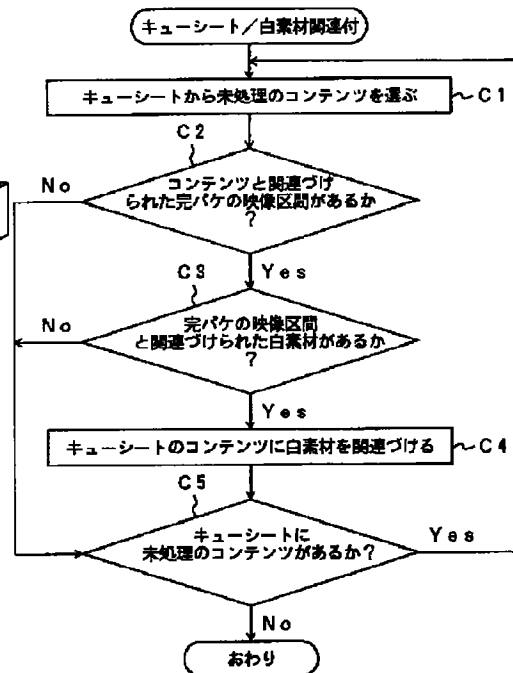 キューシート／白素材関連付
キューシートから未処理のコンテンツを選ぶ
C1
C2
No
コンテンツと関連づけ
られた完パケの映像区間があるか
?
C3
Yes
No
完パケの映像区間
と関連づけられた白素材があるか
?
Yes
キューシートのコンテンツに白素材を関連づける
C4
C5
キューシートに
未処理のコンテンツがあるか?
Yes
No
おわり